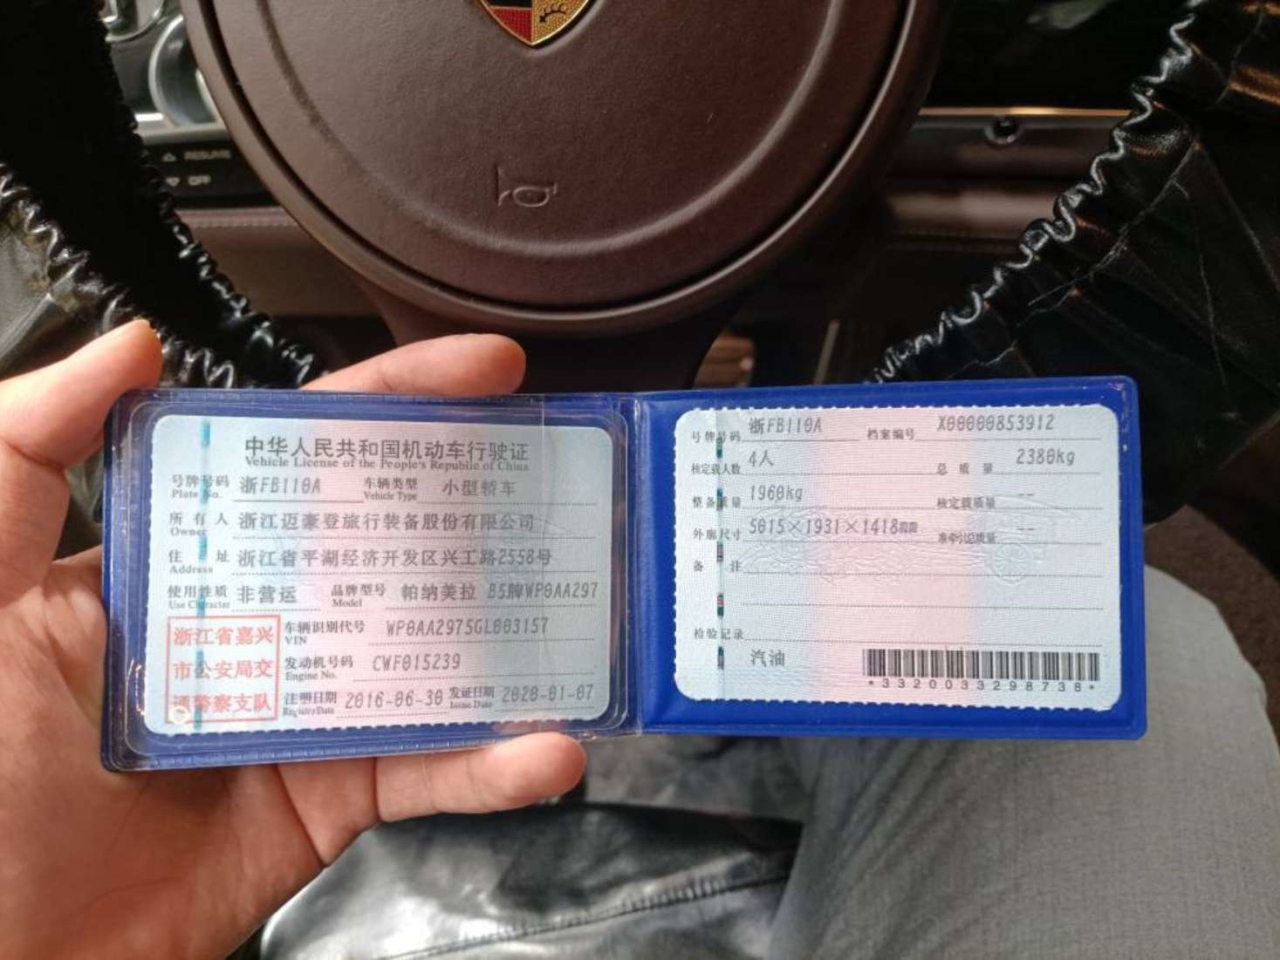 RESUME
OFF
中华人民共和国机动车行驶证
Vehicle License of the People's Republic of China
号牌号码 浙FB110A 车辆类型 小型轿车
Plate No. Vehicle Type
所有人 浙江迈豪登旅行装备股份有限公司
Owner
住址 浙江省平湖经济开发区兴工路2558号
Address
使用性质 非营运 品牌型号 帕纳美拉 B5牌WP0AA297
Use Character Model
浙江省嘉兴
市公安局交
通警察支队
车辆识别代号 WP0AA2975GL003157
VIN
发动机号码 CWF015239
Engine No.
注册日期 2016-06-30 发证日期 2020-01-07
Register Date Issue Date
号牌号码 浙FB110A 档案编号 X00000853912
核定载人数 4人 总质量 2380kg
整备质量 1960kg 核定载质量 --
外廓尺寸 5015×1931×1418mm 准牵引总质量 --
备注
检验记录
汽油
*3320033298738*